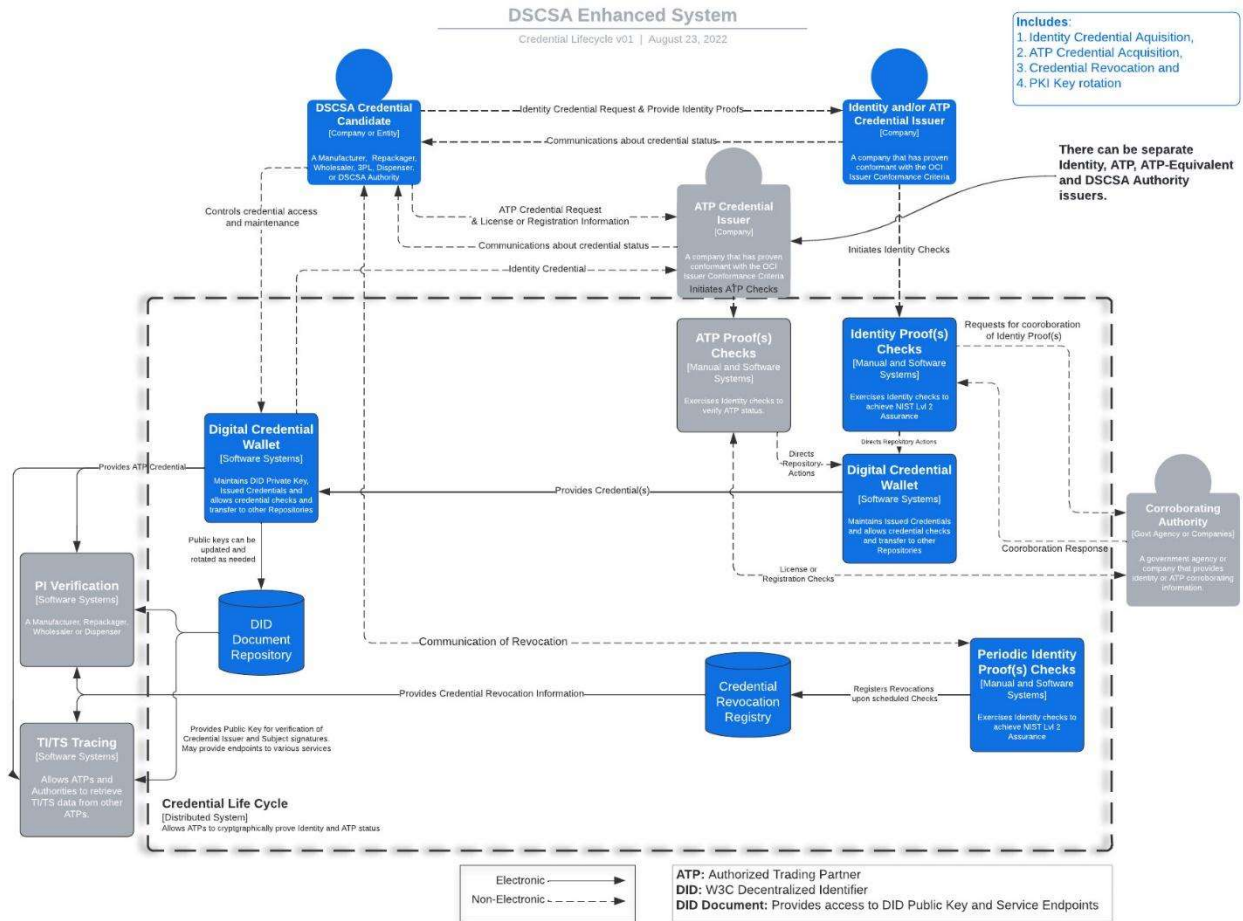 DSCSA Enhanced System
Credential Lifecycle v01 | August 23, 2022
Includes:
1. Identity Credential Aquisition,
2. ATP Credential Acquisition,
3. Credential Revocation and
4. PKI Key rotation
DSCSA Credential
Candidate
[Company or Entity]
A Manufacturer, Repackager,
Wholesaler, 3PL, Dispenser,
or DSCSA Authority
Identity Credential Request & Provide Identity Proofs
Communications about credential status
Identity and/or ATP
Credential Issuer
[Company]
A company that has proven
conformant with the OCI
Issuer Conformance Criteria
There can be separate
Identity, ATP, ATP-Equivalent
and DSCSA Authority
issuers.
Controls credential access
and maintenance
ATP Credential Request
& License or Registration Information
Communications about credential status
Identity Credential
ATP Credential
Issuer
[Company]
A company that has proven
conformant with the OCI
Issuer Conformance Criteria
Initiates ATP Checks
Initiates Identity Checks
ATP Proof(s)
Checks
[Manual and Software
Systems]
Exercises Identity checks to
verify ATP status.
Identity Proof(s)
Checks
[Manual and Software
Systems]
Exercises Identity checks to
achieve NIST Lvl 2
Assurance
Requests for cooroboration
of Identiy Proof(s)
Directs Repository Actions
Directs
Repository
Actions
Digital Credential
Wallet
[Software Systems]
Maintains DID Private Key,
Issued Credentials and
allows credential checks and
transfer to other Repositories
Provides ATP Credential
Provides Credential(s)
Digital Credential
Wallet
[Software Systems]
Maintains Issued Credentials
and allows credential checks
and transfer to other
Repositories
Corroborating
Authority
[Govt Agency or Companies]
A government agency or
company that provides
identity or ATP corroborating
information.
Cooroboration Response
License or
Registration Checks
Public keys can be
updated and
rotated as needed
PI Verification
[Software Systems]
A Manufacturer, Repackager,
Wholesaler or Dispenser
DID
Document
Repository
Communication of Revocation
Periodic Identity
Proof(s) Checks
[Manual and Software
Systems]
Exercises Identity checks to
achieve NIST Lvl 2
Assurance
Registers Revocations
upon scheduled Checks
Credential
Revocation
Registry
Provides Credential Revocation Information
TI/TS Tracing
[Software Systems]
Allows ATPs and
Authorities to retrieve
TI/TS data from other
ATPs.
Provides Public Key for verification of
Credential Issuer and Subject signatures.
May provide endpoints to various services
Credential Life Cycle
[Distributed System]
Allows ATPs to cryptgraphically prove Identity and ATP status
Electronic
Non-Electronic
ATP: Authorized Trading Partner
DID: W3C Decentralized Identifier
DID Document: Provides access to DID Public Key and Service Endpoints